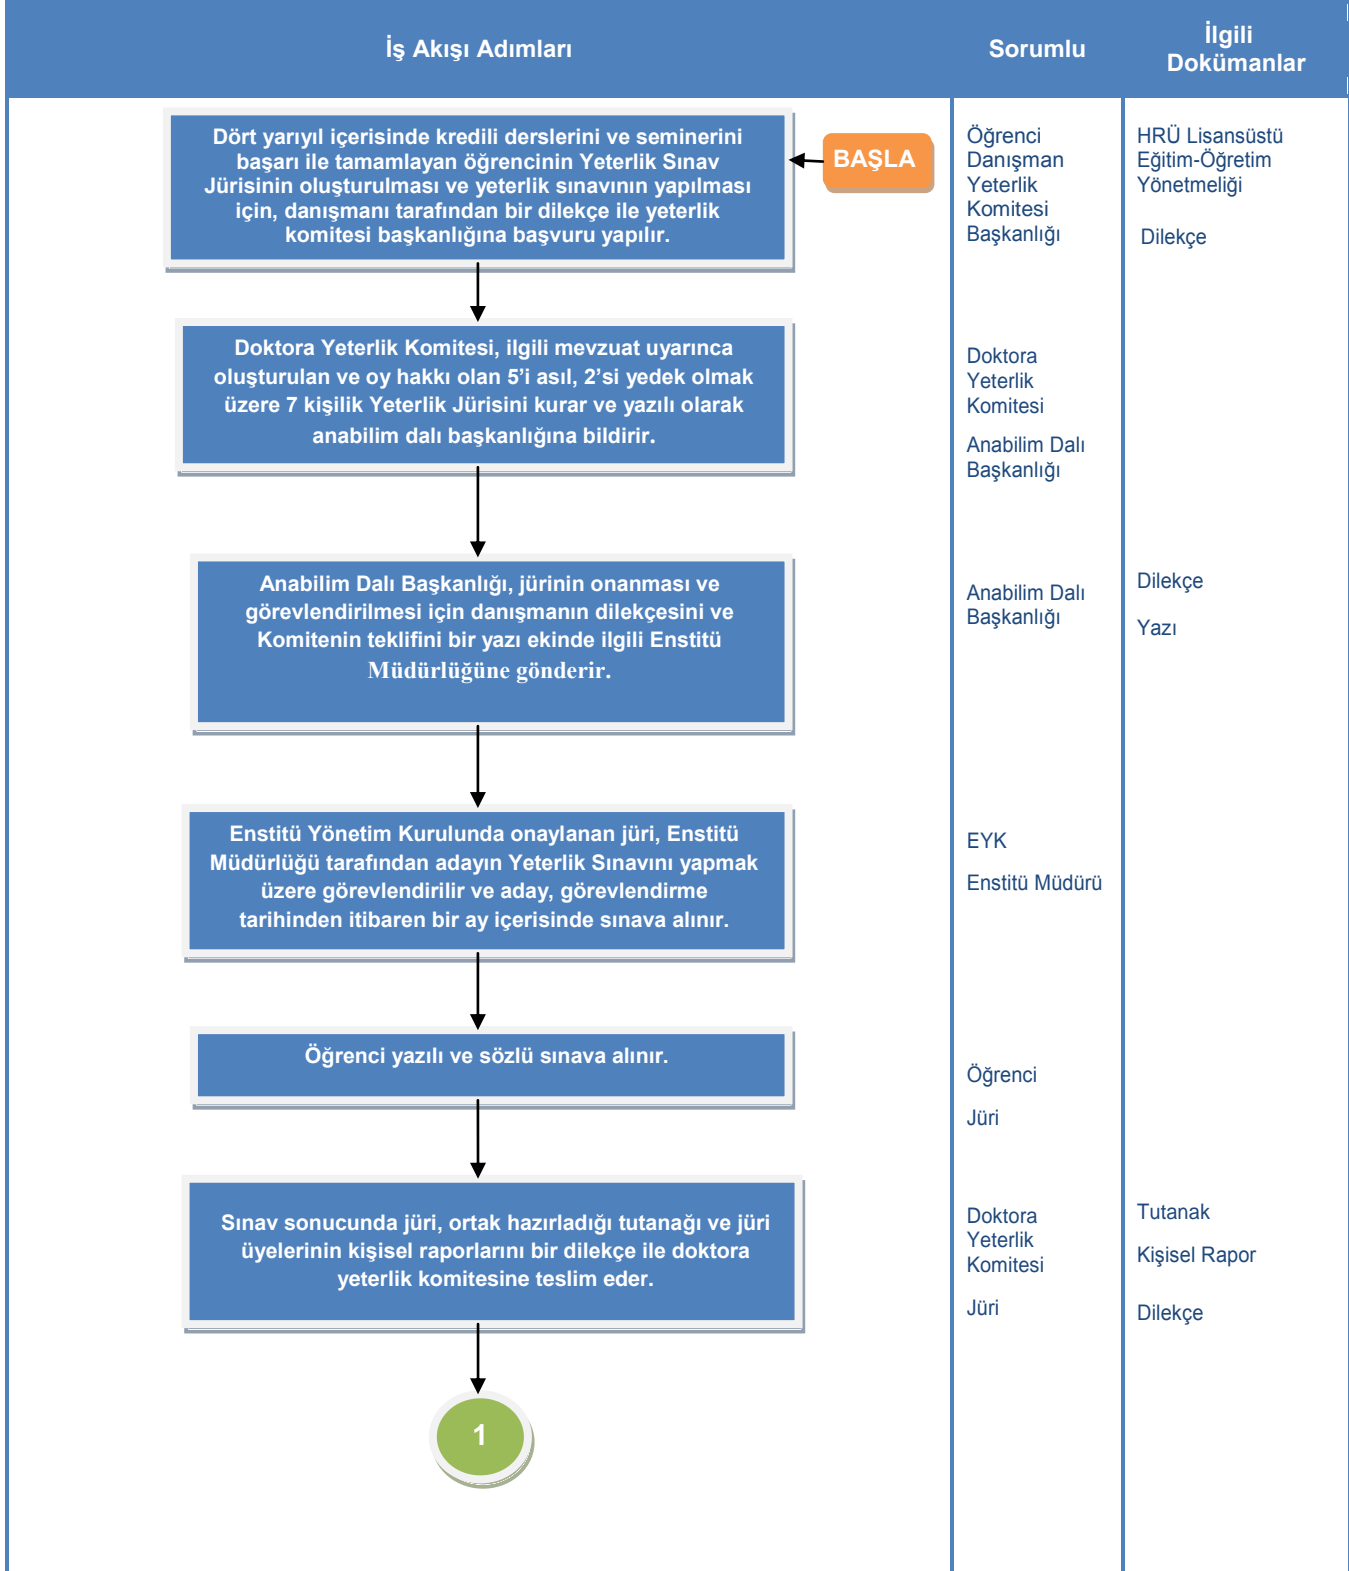 İş Akışı Adımları
Sorumlu
İlgili
Dokümanlar
Dört yarıyıl içerisinde kredili derslerini ve seminerini
başarı ile tamamlayan öğrencinin Yeterlik Sınav
Jürisinin oluşturulması ve yeterlik sınavının yapılması
için, danışmanı tarafından bir dilekçe ile yeterlik
komitesi başkanlığına başvuru yapılır.
BAŞLA
Öğrenci
Danışman
Yeterlik
Komitesi
Başkanlığı
HRÜ Lisansüstü
Eğitim-Öğretim
Yönetmeliği
Dilekçe
Doktora Yeterlik Komitesi, ilgili mevzuat uyarınca
oluşturulan ve oy hakkı olan 5’i asıl, 2’si yedek olmak
üzere 7 kişilik Yeterlik Jürisini kurar ve yazılı olarak
anabilim dalı başkanlığına bildirir.
Doktora
Yeterlik
Komitesi
Anabilim Dalı
Başkanlığı
Anabilim Dalı Başkanlığı, jürinin onanması ve
görevlendirilmesi için danışmanın dilekçesini ve
Komitenin teklifini bir yazı ekinde ilgili Enstitü
Müdürlüğüne gönderir.
Anabilim Dalı
Başkanlığı
Dilekçe
Yazı
Enstitü Yönetim Kurulunda onaylanan jüri, Enstitü
Müdürlüğü tarafından adayın Yeterlik Sınavını yapmak
üzere görevlendirilir ve aday, görevlendirme
tarihinden itibaren bir ay içerisinde sınava alınır.
EYK
Enstitü Müdürü
Öğrenci yazılı ve sözlü sınava alınır.
Öğrenci
Jüri
Sınav sonucunda jüri, ortak hazırladığı tutanağı ve jüri
üyelerinin kişisel raporlarını bir dilekçe ile doktora
yeterlik komitesine teslim eder.
Doktora
Yeterlik
Komitesi
Jüri
Tutanak
Kişisel Rapor
Dilekçe
1